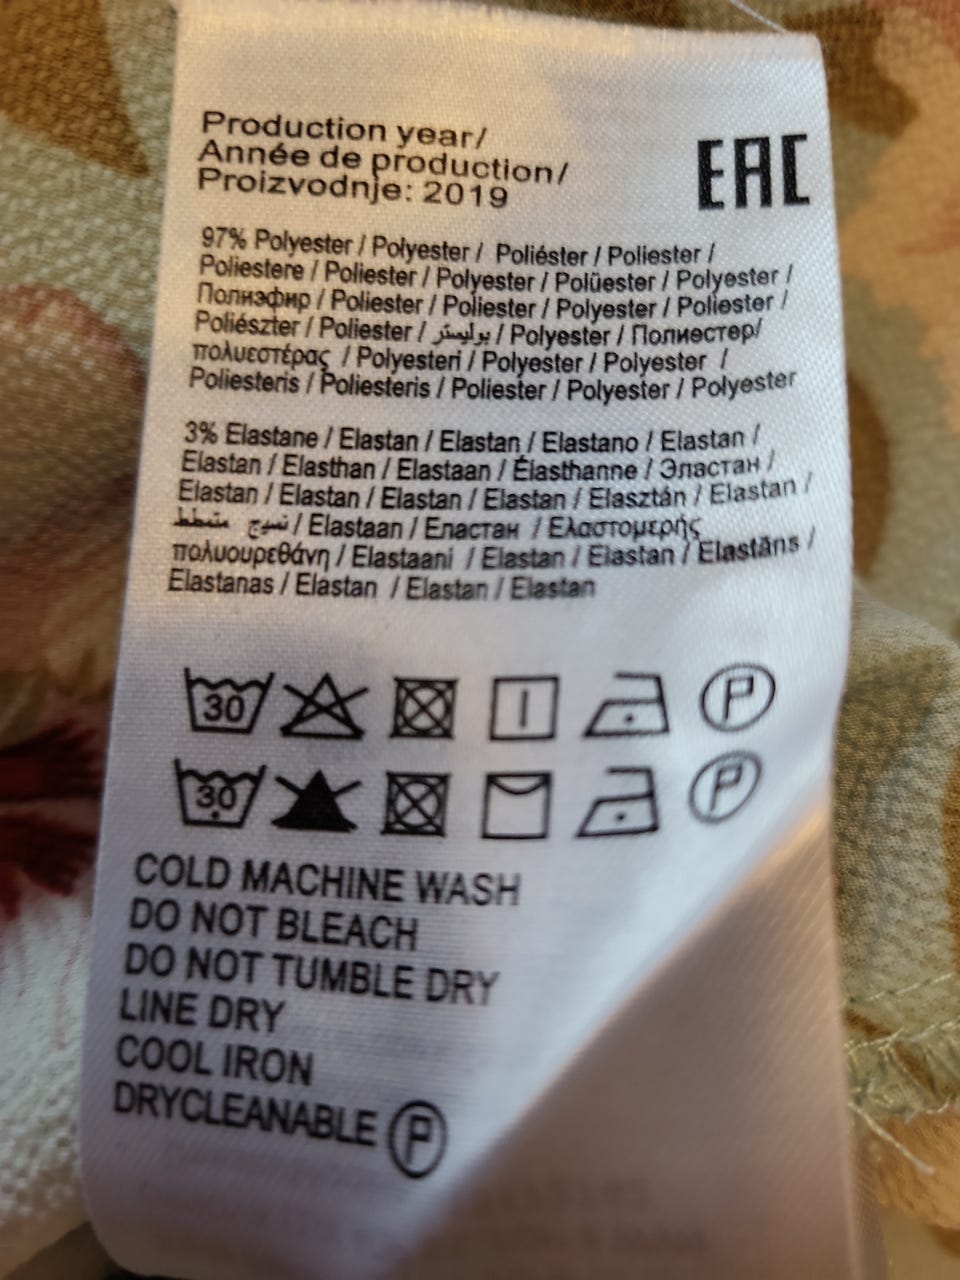 Production year/
Année de production/
Proizvodnje: 2019
EAC
97% Polyester / Polyester / Poliéster / Poliester /
Poliestere / Poliester / Polyester / Polüester / Polyester /
Полиэфир / Poliester / Poliester / Polyester / Poliester /
Poliészter / Poliester / بوليستر / Polyester / Полиестер/
πολυεστέρας / Polyesteri / Polyester / Polyester /
Poliesteris / Poliesteris / Poliester / Polyester / Polyester
3% Elastane / Elastan / Elastan / Elastano / Elastan /
Elastan / Elasthan / Elastaan / Élasthanne / Эластан /
Elastan / Elastan / Elastan / Elastan / Elasztán / Elastan /
نسيج متمطط / Elastaan / Еластан / Ελαστομερής
πολυουρεθάνη / Elastaani / Elastan / Elastan / Elastāns /
Elastanas / Elastan / Elastan / Elastan
30 P
30 P
COLD MACHINE WASH
DO NOT BLEACH
DO NOT TUMBLE DRY
LINE DRY
COOL IRON
DRYCLEANABLE P